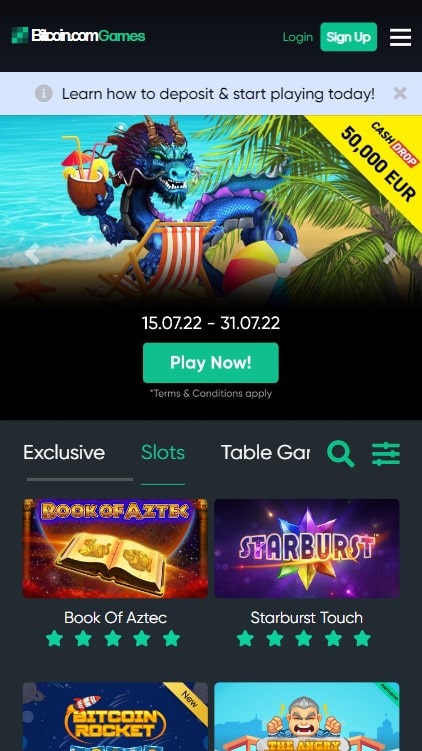 Bitcoin.comGames
Login
Sign Up
Learn how to deposit & start playing today!
CASH DROP
50,000 EUR
15.07.22 - 31.07.22
Play Now!
*Terms & Conditions apply
Exclusive
Slots
Table Gar
BOOK OF AZTEC
STARBURST™
Book Of Aztec
Starburst Touch
New
BITCOIN
ROCKET
THE ANGRY